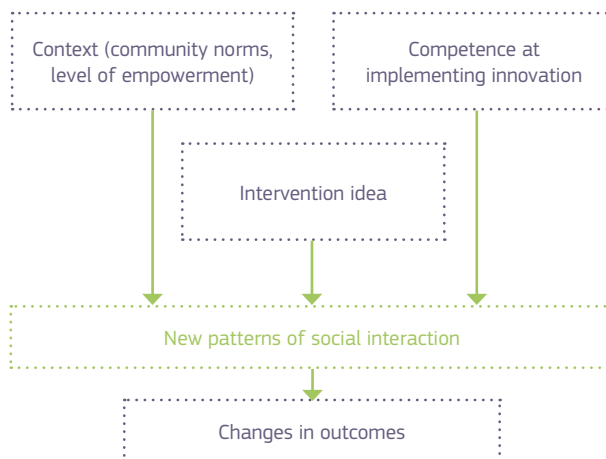 Context (community norms,
level of empowerment)
Competence at
implementing innovation
Intervention idea
New patterns of social interaction
Changes in outcomes